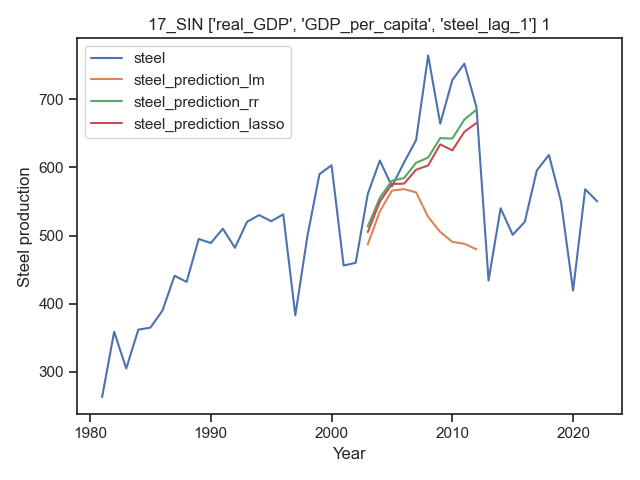 17_SIN ['real_GDP', 'GDP_per_capita', 'steel_lag_1'] 1
steel
steel_prediction_lm
steel_prediction_rr
steel_prediction_lasso
Steel production
700
600
500
400
300
1980
1990
2000
2010
2020
Year